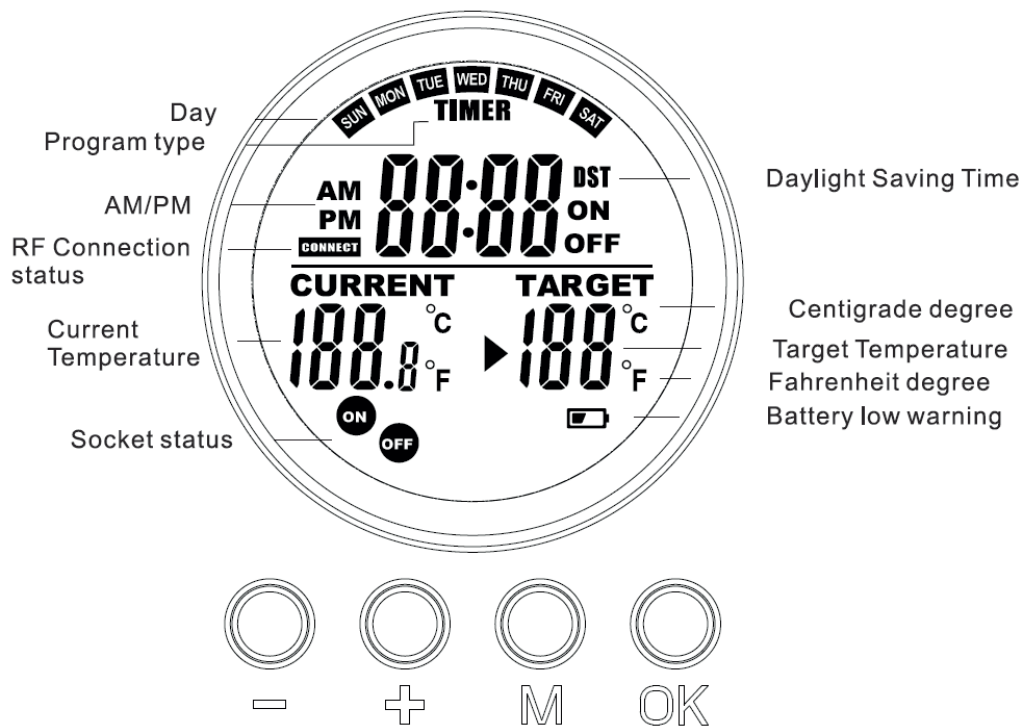 SUN MON TUE WED THU FRI SAT
TIMER
Day
Program type
AM
PM
88:88
DST
ON
OFF
Daylight Saving Time
AM/PM
CONNECT
RF Connection
status
CURRENT
TARGET
188.8
°C
°F
188
°C
°F
Current
Temperature
Centigrade degree
Target Temperature
Fahrenheit degree
Battery low warning
ON
OFF
Socket status
-
+
M
OK